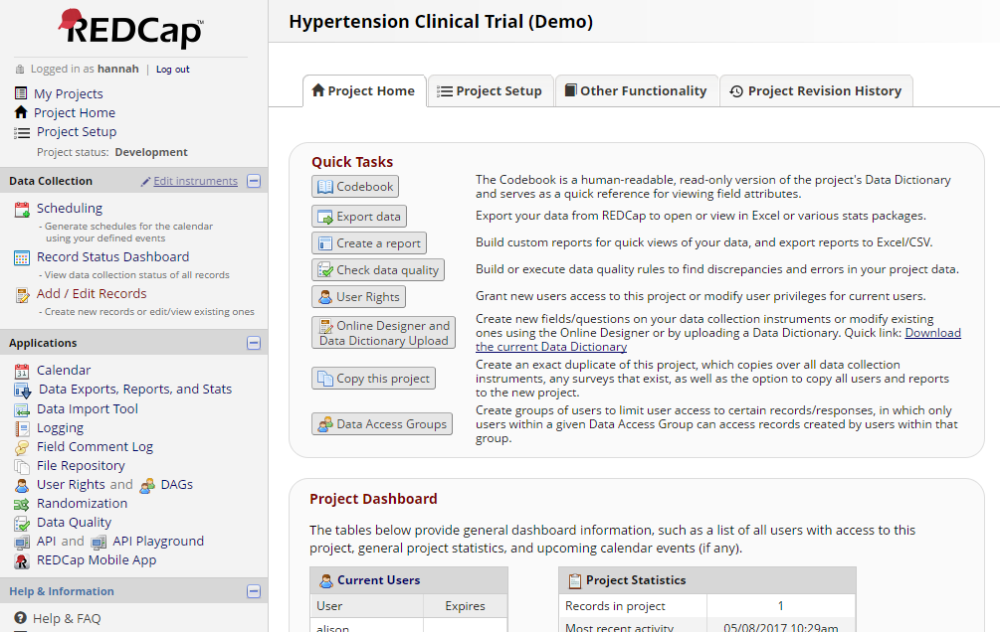 REDCap™
Logged in as hannah | Log out
My Projects
Project Home
Project Setup
Project status: Development
Data Collection
Edit instruments
Scheduling
- Generate schedules for the calendar
using your defined events
Record Status Dashboard
- View data collection status of all records
Add / Edit Records
- Create new records or edit/view existing ones
Applications
Calendar
Data Exports, Reports, and Stats
Data Import Tool
Logging
Field Comment Log
File Repository
User Rights and DAGs
Randomization
Data Quality
API and API Playground
REDCap Mobile App
Help & Information
Help & FAQ
Hypertension Clinical Trial (Demo)
Project Home
Project Setup
Other Functionality
Project Revision History
Quick Tasks
Codebook
The Codebook is a human-readable, read-only version of the project's Data Dictionary
and serves as a quick reference for viewing field attributes.
Export data
Export your data from REDCap to open or view in Excel or various stats packages.
Create a report
Build custom reports for quick views of your data, and export reports to Excel/CSV.
Check data quality
Build or execute data quality rules to find discrepancies and errors in your project data.
User Rights
Grant new users access to this project or modify user privileges for current users.
Online Designer and
Data Dictionary Upload
Create new fields/questions on your data collection instruments or modify existing
ones using the Online Designer or by uploading a Data Dictionary. Quick link: Download
the current Data Dictionary
Copy this project
Create an exact duplicate of this project, which copies over all data collection
instruments, any surveys that exist, as well as the option to copy all users and reports
to the new project.
Data Access Groups
Create groups of users to limit user access to certain records/responses, in which only
users within a given Data Access Group can access records created by users within that
group.
Project Dashboard
The tables below provide general dashboard information, such as a list of all users with access to this
project, general project statistics, and upcoming calendar events (if any).
Current Users
User Expires
alison
Project Statistics
Records in project 1
Most recent activity 05/08/2017 10:29am